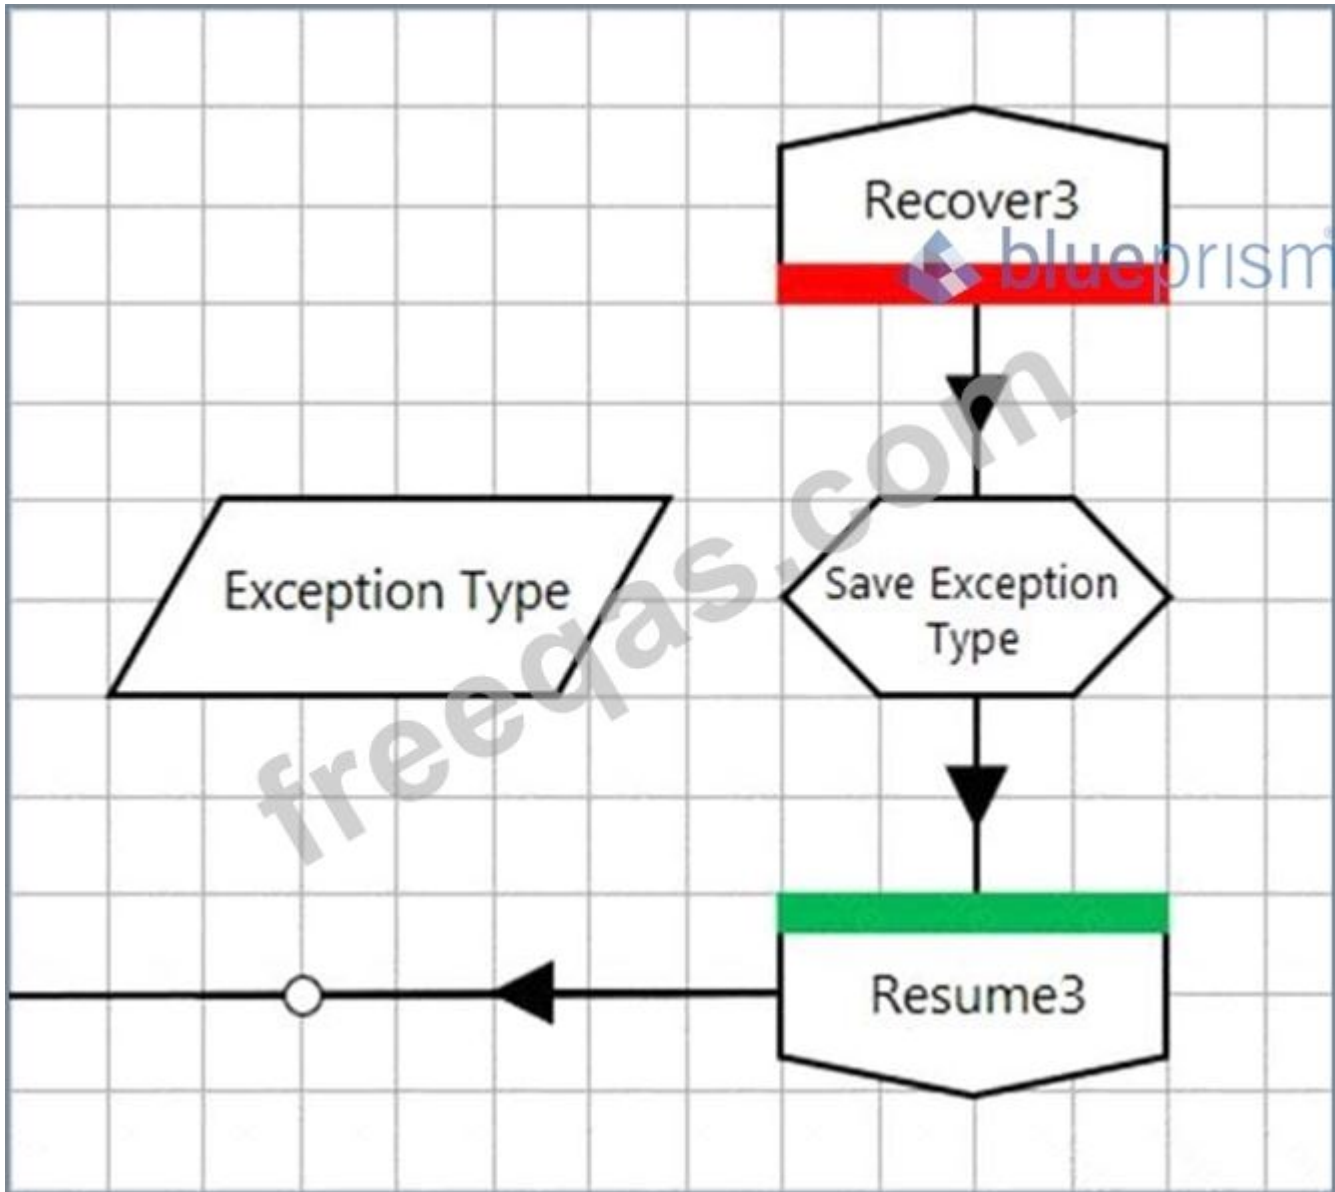 Recover3
blueprism
Exception Type
Save Exception
Type
freeqas.com
Resume3